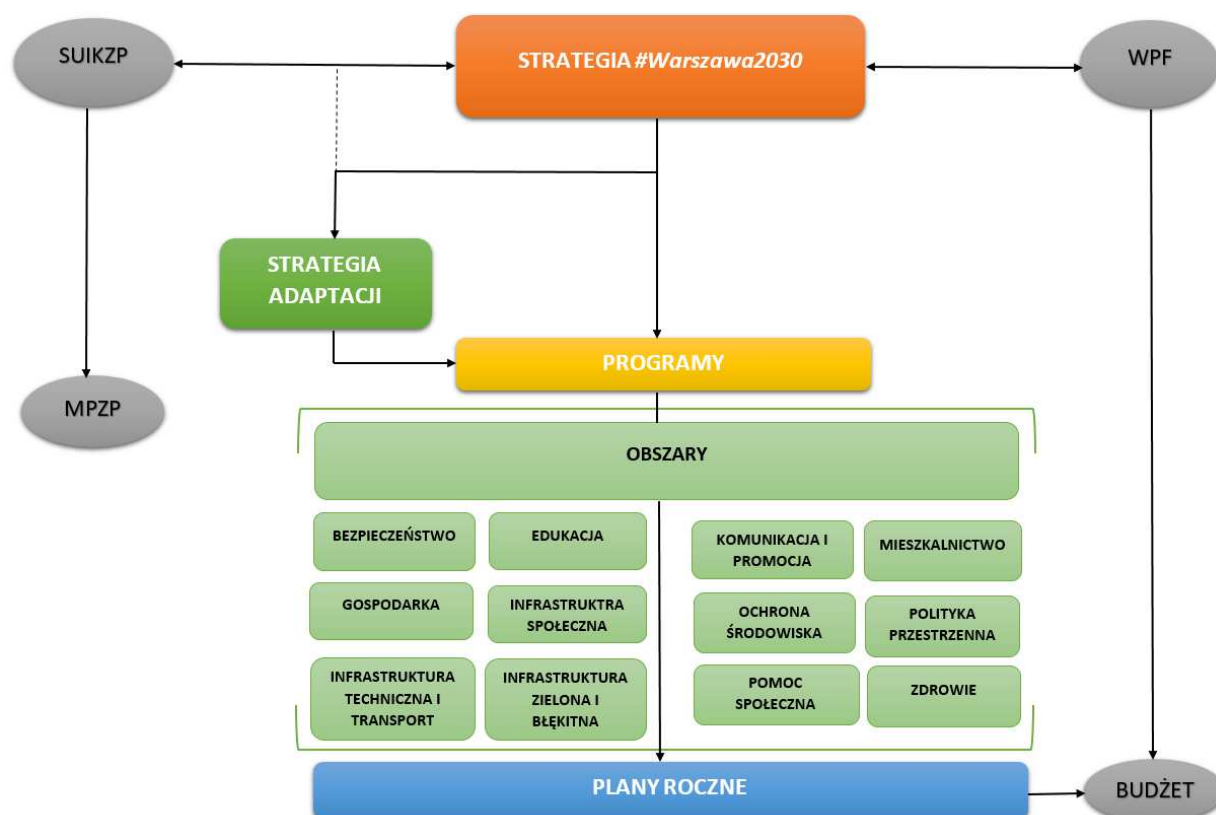 SUIKZP
STRATEGIA #Warszawa2030
WPF
STRATEGIA
ADAPTACJI
PROGRAMY
MPZP
OBSZARY
BEZPIECZEŃSTWO
EDUKACJA
KOMUNIKACJA I
PROMOCJA
MIESZKALNICTWO
GOSPODARKA
INFRASTRUKTRA
SPOŁECZNA
OCHRONA
ŚRODOWISKA
POLITYKA
PRZESTRZENNA
INFRASTRUKTURA
TECHNICZNA I
TRANSPORT
INFRASTRUKTURA
ZIELONA I
BŁĘKITNA
POMOC
SPOŁECZNA
ZDROWIE
PLANY ROCZNE
BUDŻET